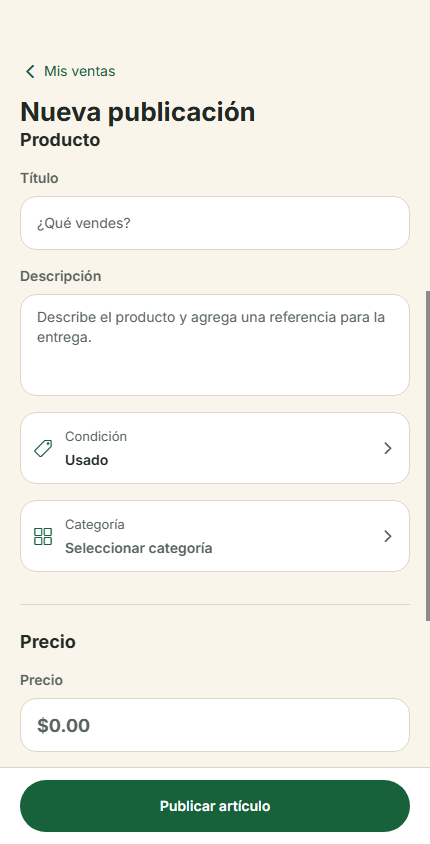 Mis ventas
Nueva publicación
Producto
Título
¿Qué vendes?
Descripción
Describe el producto y agrega una referencia para la
entrega.
Condición
Usado
Categoría
Seleccionar categoría
Precio
Precio
$0.00
Publicar artículo